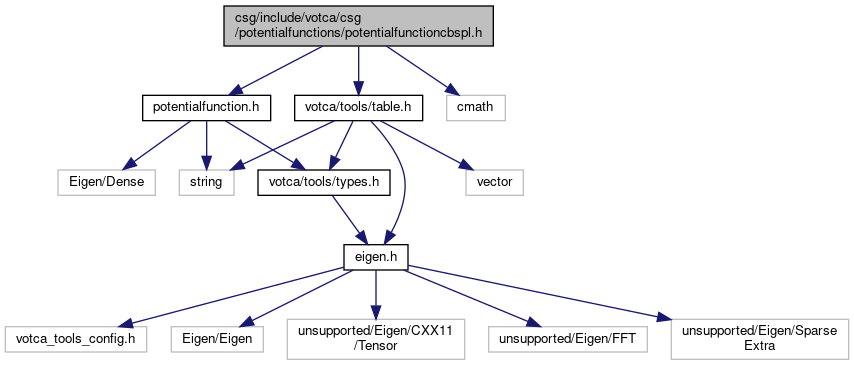 csg/include/votca/csg
/potentialfunctions/potentialfunctioncbspl.h
potentialfunction.h
votca/tools/table.h
cmath
Eigen/Dense
string
votca/tools/types.h
vector
eigen.h
votca_tools_config.h
Eigen/Eigen
unsupported/Eigen/CXX11
/Tensor
unsupported/Eigen/FFT
unsupported/Eigen/Sparse
Extra